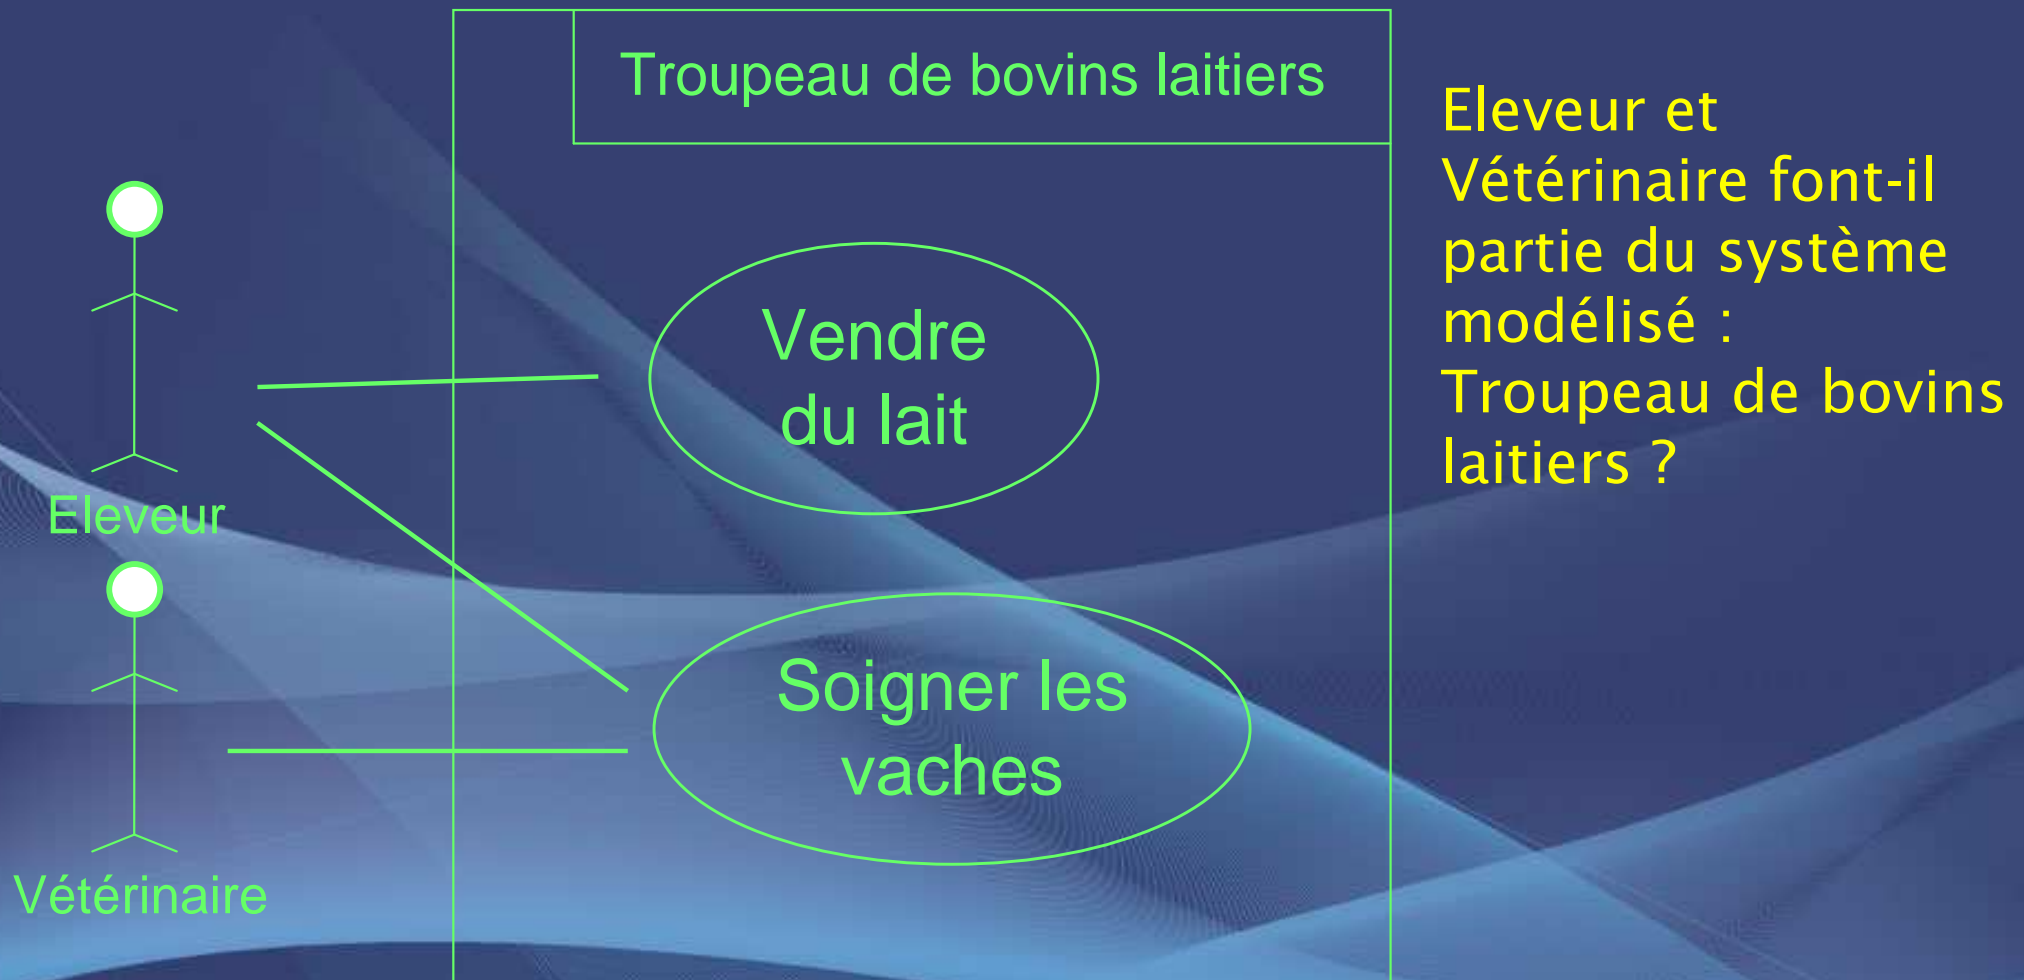 Troupeau de bovins laitiers
Eleveur et
Vétérinaire font-il
partie du système
modélisé :
Troupeau de bovins
laitiers ?
Vendre
du lait
Eleveur
Soigner les
vaches
Vétérinaire